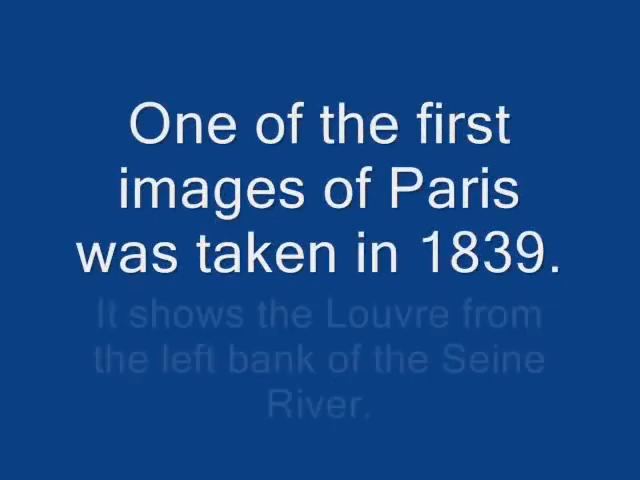 One of the first
images of Paris
was taken in 1839.
It shows the Louvre from
the left bank of the Seine
River.